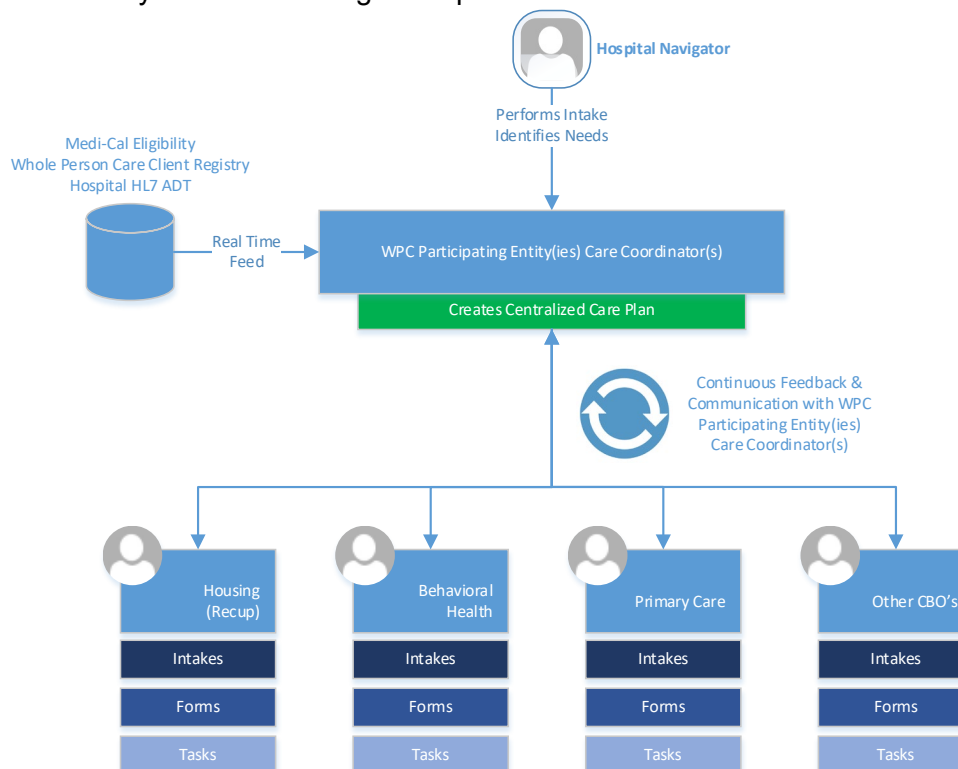 Hospital Navigator
Performs Intake
Identifies Needs
Medi-Cal Eligibility
Whole Person Care Client Registry
Hospital HL7 ADT
Real Time
Feed
WPC Participating Entity(ies) Care Coordinator(s)
Creates Centralized Care Plan
Continuous Feedback &
Communication with WPC
Participating Entity(ies)
Care Coordinator(s)
Housing
(Recup)
Behavioral
Health
Primary Care
Other CBO's
Intakes
Intakes
Intakes
Intakes
Forms
Forms
Forms
Forms
Tasks
Tasks
Tasks
Tasks